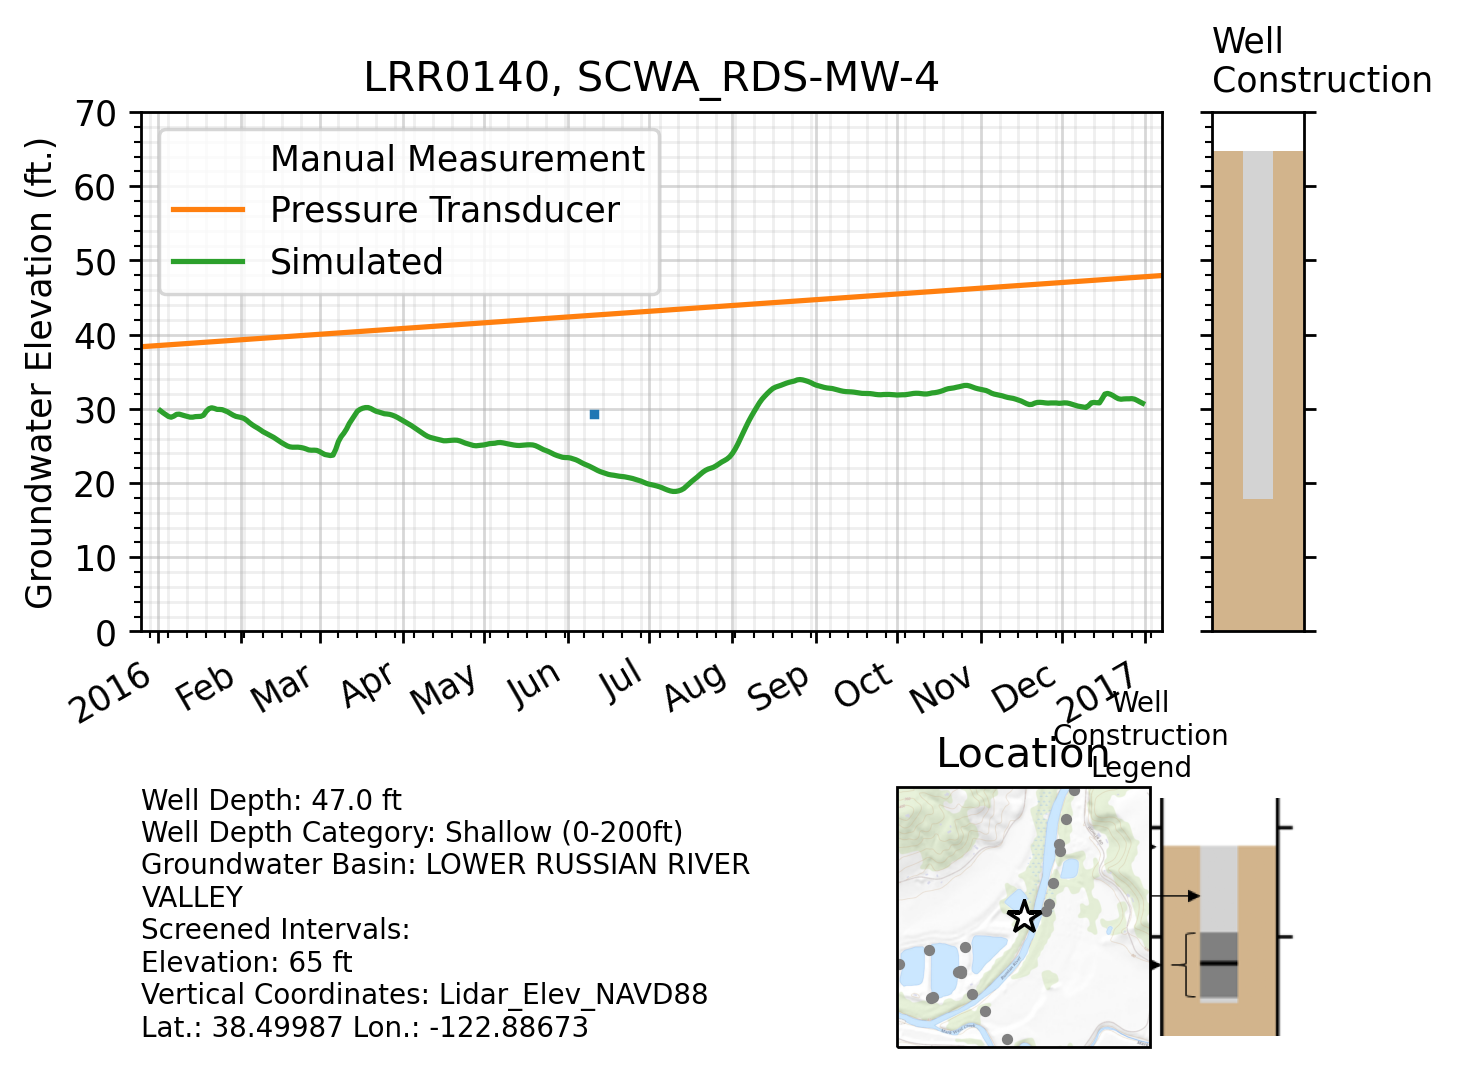 Well
Construction
LRR0140, SCWA_RDS-MW-4
Groundwater Elevation (ft.)
70
60
50
40
30
20
10
0
Manual Measurement
Pressure Transducer
Simulated
2016
Feb
Mar
Apr
May
Jun
Jul
Aug
Sep
Oct
Nov
Dec
2017
Well
Construction
Legend
Location
Well Depth: 47.0 ft
Well Depth Category: Shallow (0-200ft)
Groundwater Basin: LOWER RUSSIAN RIVER
VALLEY
Screened Intervals:
Elevation: 65 ft
Vertical Coordinates: Lidar_Elev_NAVD88
Lat.: 38.49987 Lon.: -122.88673